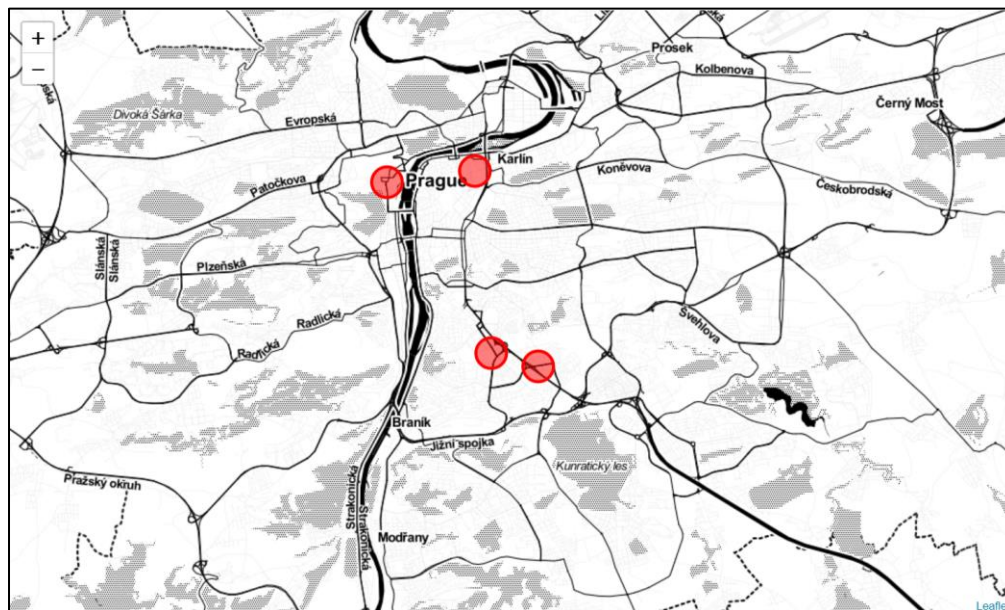 +
−
Prosek
Kolbenova
Černý Most
Divoká Šárka
Evropská
Karlín
Koněvova
Prague
Patočkova
Českobrodská
Slánská
Slánská
Plzeňská
Radlická
Radlická
Švehlova
Braník
Jižní spojka
Kunratický les
Pražský okruh
Strakonická
Strakonická
Modřany